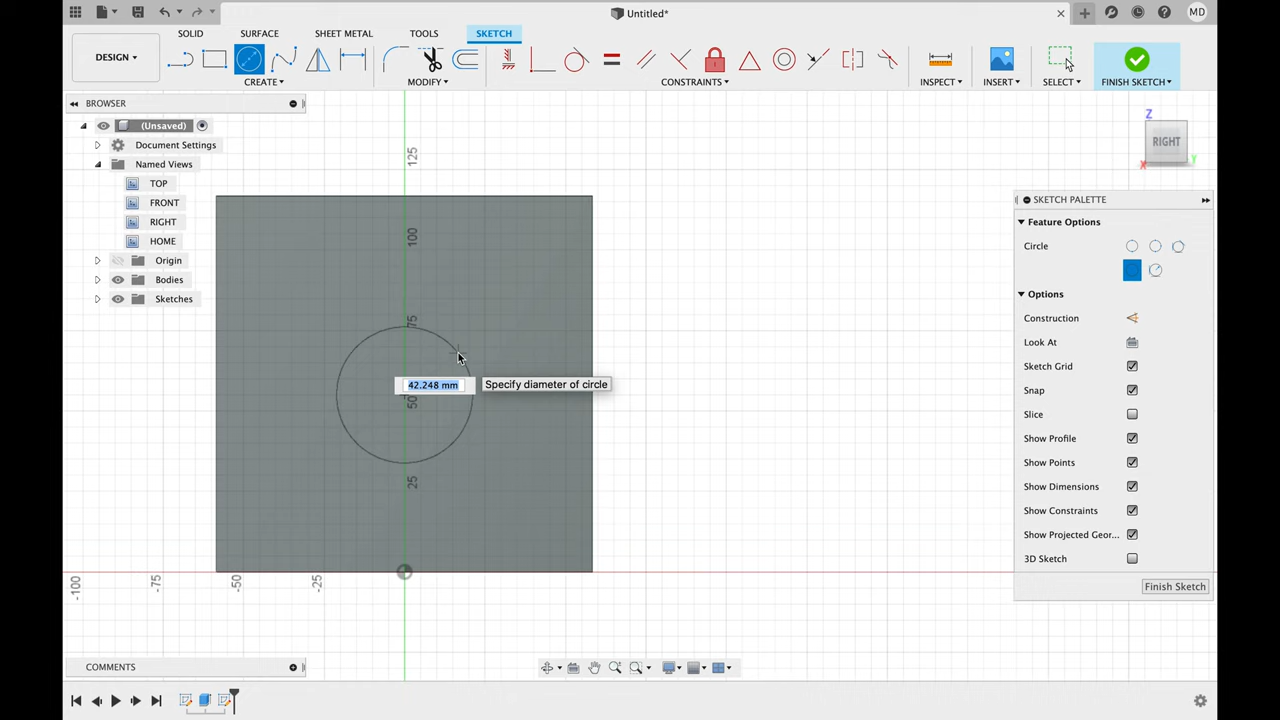 Untitled*
MD
SOLID
SURFACE
SHEET METAL
TOOLS
SKETCH
DESIGN
CREATE
MODIFY
CONSTRAINTS
INSPECT
INSERT
SELECT
FINISH SKETCH
BROWSER
(Unsaved)
Document Settings
Named Views
TOP
FRONT
RIGHT
HOME
Origin
Bodies
Sketches
125
100
75
50
25
-100
-75
-50
-25
42.248 mm
Specify diameter of circle
Z
RIGHT
X
Y
SKETCH PALETTE
Feature Options
Circle
Options
Construction
Look At
Sketch Grid
Snap
Slice
Show Profile
Show Points
Show Dimensions
Show Constraints
Show Projected Geor...
3D Sketch
Finish Sketch
COMMENTS